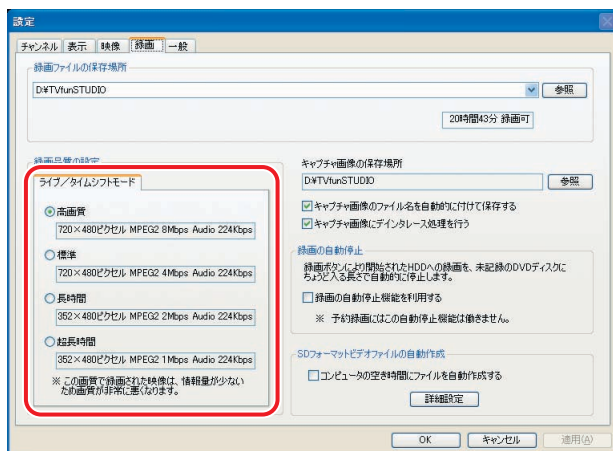 設定
チャンネル 表示 映像 録画 一般
録画ファイルの保存場所
D:¥TVfunSTUDIO
参照
20時間43分 録画可
録画品質の設定
ライブ/タイムシフトモード
高画質
720×480ピクセル MPEG2 8Mbps Audio 224Kbps
標準
720×480ピクセル MPEG2 4Mbps Audio 224Kbps
長時間
352×480ピクセル MPEG2 2Mbps Audio 224Kbps
超長時間
352×480ピクセル MPEG2 1Mbps Audio 224Kbps
※ この画質で録画された映像は、情報量が少ない
ため画質が非常に悪くなります。
キャプチャ画像の保存場所
D:¥TVfunSTUDIO
参照
キャプチャ画像のファイル名を自動的に付けて保存する
キャプチャ画像にデインタレース処理を行う
録画の自動停止
録画ボタンにより開始されたHDDへの録画を、未記録のDVDディスクに
ちょうど入る長さで自動的に停止します。
録画の自動停止機能を利用する
※ 予約録画にはこの自動停止機能は働きません。
SDフォーマットビデオファイルの自動作成
コンピュータの空き時間にファイルを自動作成する
詳細設定
OK キャンセル 適用(A)